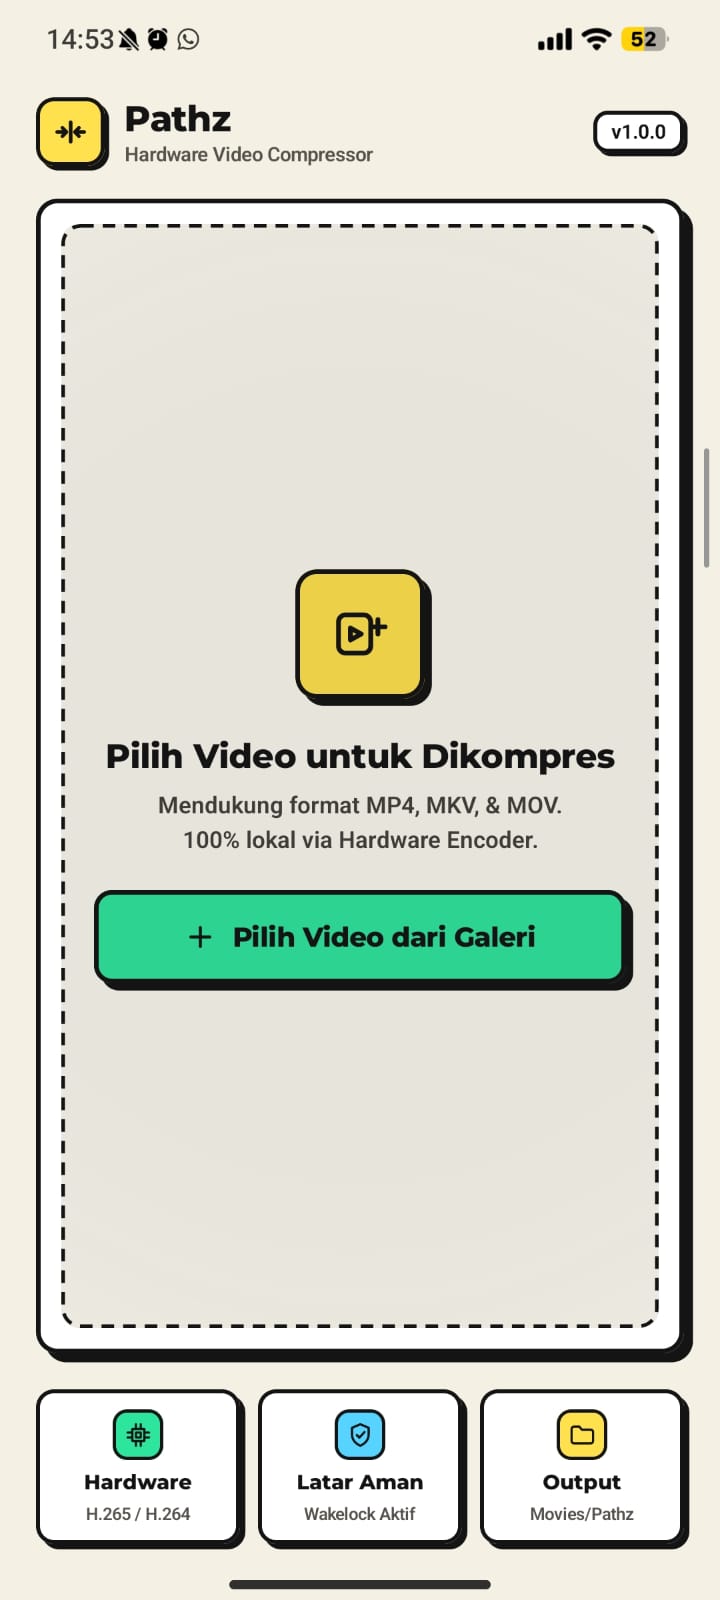 14:53
52
Pathz
Hardware Video Compressor
v1.0.0
Pilih Video untuk Dikompres
Mendukung format MP4, MKV, & MOV.
100% lokal via Hardware Encoder.
+ Pilih Video dari Galeri
Hardware
H.265 / H.264
Latar Aman
Wakelock Aktif
Output
Movies/Pathz